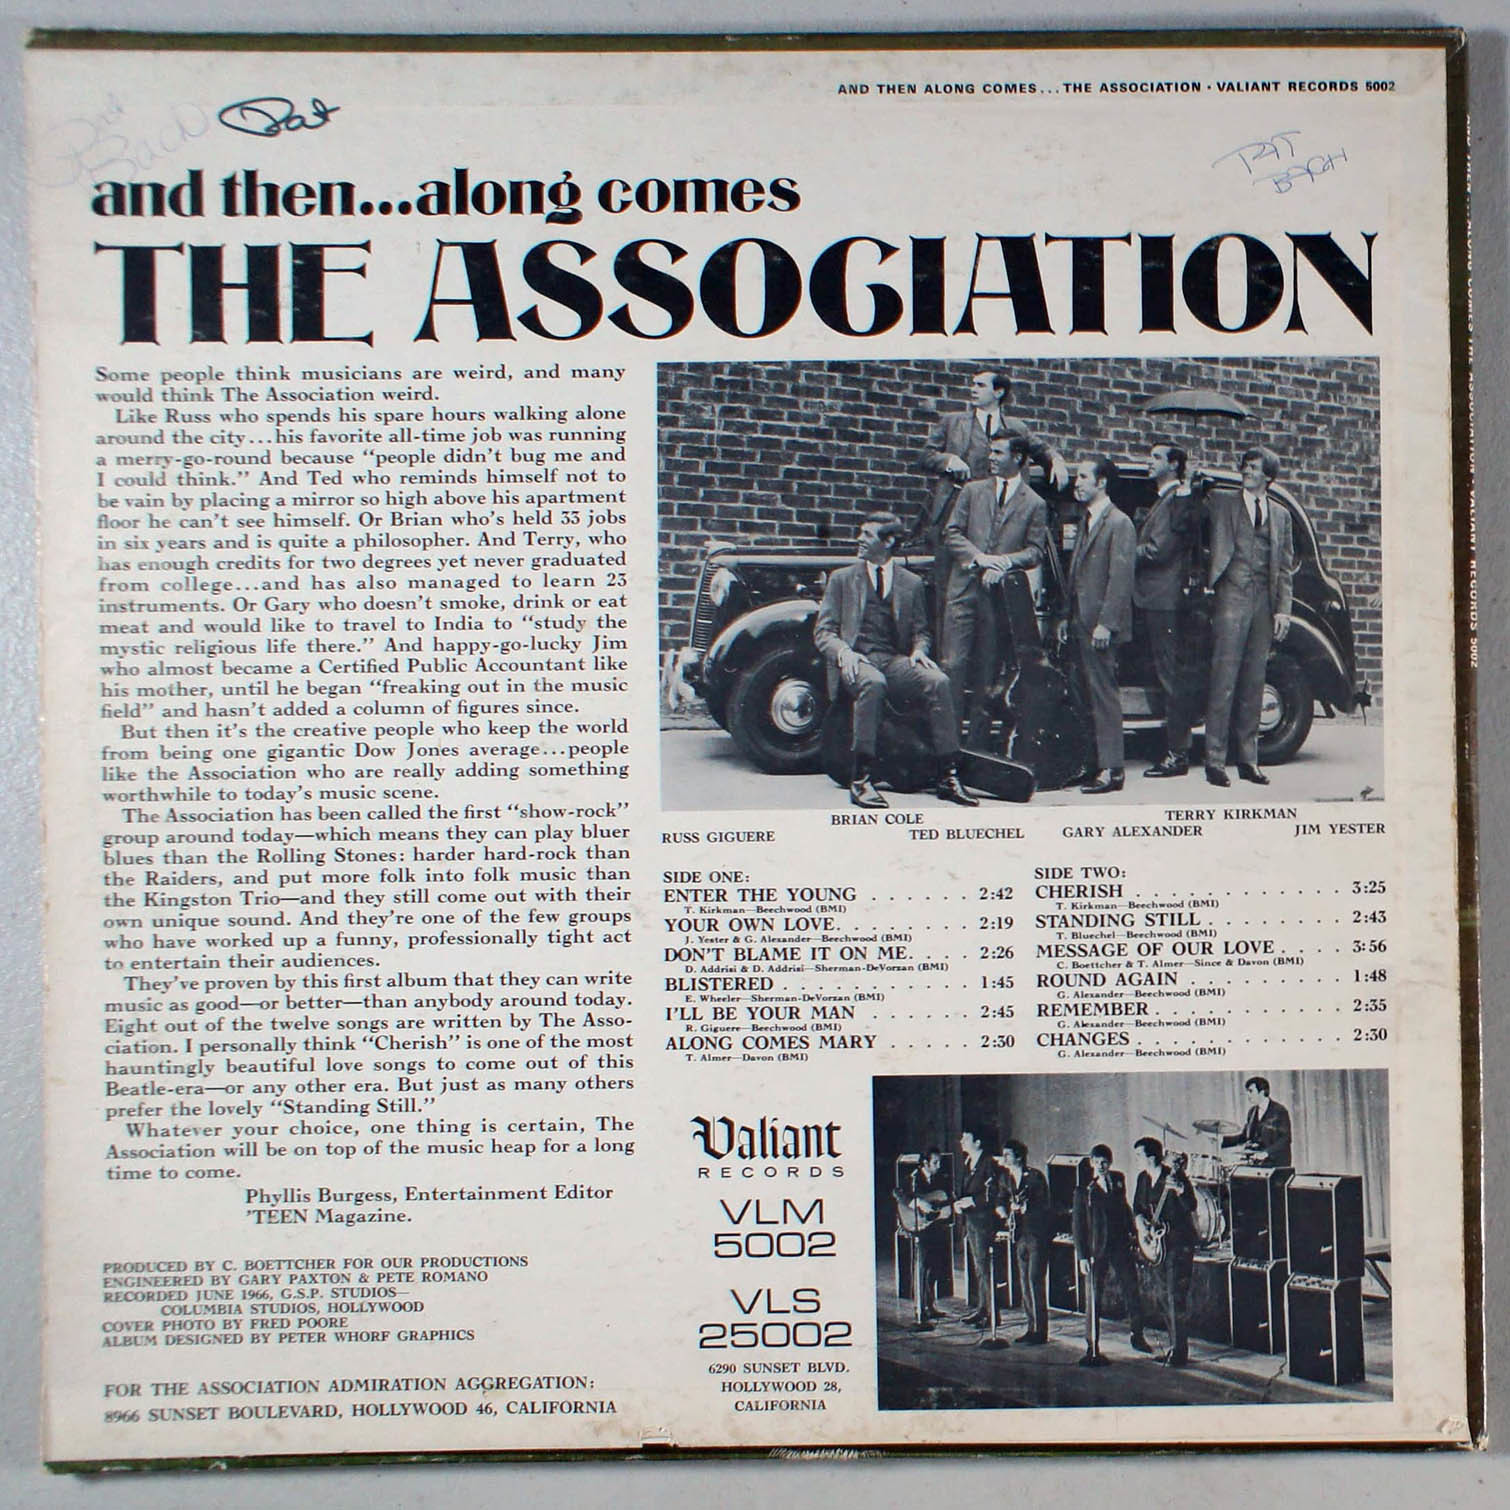 AND THEN ALONG COMES...THE ASSOCIATION • VALIANT RECORDS 5002
Pat
Bach
PAT
BACH
and then...along comes
THE ASSOCIATION
Some people think musicians are weird, and many
would think The Association weird.
Like Russ who spends his spare hours walking alone
around the city...his favorite all-time job was running
a merry-go-round because “people didn’t bug me and
I could think.” And Ted who reminds himself not to
be vain by placing a mirror so high above his apartment
floor he can’t see himself. Or Brian who’s held 33 jobs
in six years and is quite a philosopher. And Terry, who
has enough credits for two degrees yet never graduated
from college...and has also managed to learn 23
instruments. Or Gary who doesn’t smoke, drink or eat
meat and would like to travel to India to “study the
mystic religious life there.” And happy-go-lucky Jim
who almost became a Certified Public Accountant like
his mother, until he began “freaking out in the music
field” and hasn’t added a column of figures since.
But then it’s the creative people who keep the world
from being one gigantic Dow Jones average...people
like the Association who are really adding something
worthwhile to today’s music scene.
The Association has been called the first “show-rock”
group around today—which means they can play bluer
blues than the Rolling Stones: harder hard-rock than
the Raiders, and put more folk into folk music than
the Kingston Trio—and they still come out with their
own unique sound. And they’re one of the few groups
who have worked up a funny, professionally tight act
to entertain their audiences.
They’ve proven by this first album that they can write
music as good—or better—than anybody around today.
Eight out of the twelve songs are written by The Asso-
ciation. I personally think “Cherish” is one of the most
hauntingly beautiful love songs to come out of this
Beatle-era—or any other era. But just as many others
prefer the lovely “Standing Still.”
Whatever your choice, one thing is certain, The
Association will be on top of the music heap for a long
time to come.
Phyllis Burgess, Entertainment Editor
’TEEN Magazine.
PRODUCED BY C. BOETTCHER FOR OUR PRODUCTIONS
ENGINEERED BY GARY PAXTON & PETE ROMANO
RECORDED JUNE 1966, G.S.P. STUDIOS—
COLUMBIA STUDIOS, HOLLYWOOD
COVER PHOTO BY FRED POORE
ALBUM DESIGNED BY PETER WHORF GRAPHICS
FOR THE ASSOCIATION ADMIRATION AGGREGATION:
8966 SUNSET BOULEVARD, HOLLYWOOD 46, CALIFORNIA
BRIAN COLE TERRY KIRKMAN
RUSS GIGUERE TED BLUECHEL GARY ALEXANDER JIM YESTER
SIDE ONE:
ENTER THE YOUNG . . . . . . 2:42
T. Kirkman—Beechwood (BMI)
YOUR OWN LOVE. . . . . . . 2:19
J. Yester & G. Alexander—Beechwood (BMI)
DON’T BLAME IT ON ME. . . . 2:26
D. Addrisi & D. Addrisi—Sherman-DeVorzan (BMI)
BLISTERED . . . . . . . . . . . 1:45
E. Wheeler—Sherman-DeVorzan (BMI)
I’LL BE YOUR MAN . . . . . . 2:45
R. Giguere—Beechwood (BMI)
ALONG COMES MARY . . . . . 2:30
T. Almer—Davon (BMI)
SIDE TWO:
CHERISH . . . . . . . . . . . . 3:25
T. Kirkman—Beechwood (BMI)
STANDING STILL . . . . . . . . 2:43
T. Bluechel—Beechwood (BMI)
MESSAGE OF OUR LOVE . . . . 3:56
C. Boettcher & T. Almer—Since & Davon (BMI)
ROUND AGAIN . . . . . . . . . 1:48
G. Alexander—Beechwood (BMI)
REMEMBER . . . . . . . . . . . 2:35
G. Alexander—Beechwood (BMI)
CHANGES . . . . . . . . . . . . 2:30
G. Alexander—Beechwood (BMI)
Valiant
RECORDS
VLM
5002
VLS
25002
6290 SUNSET BLVD.
HOLLYWOOD 28,
CALIFORNIA
AND THEN...ALONG COMES THE ASSOCIATION • VALIANT RECORDS 5002